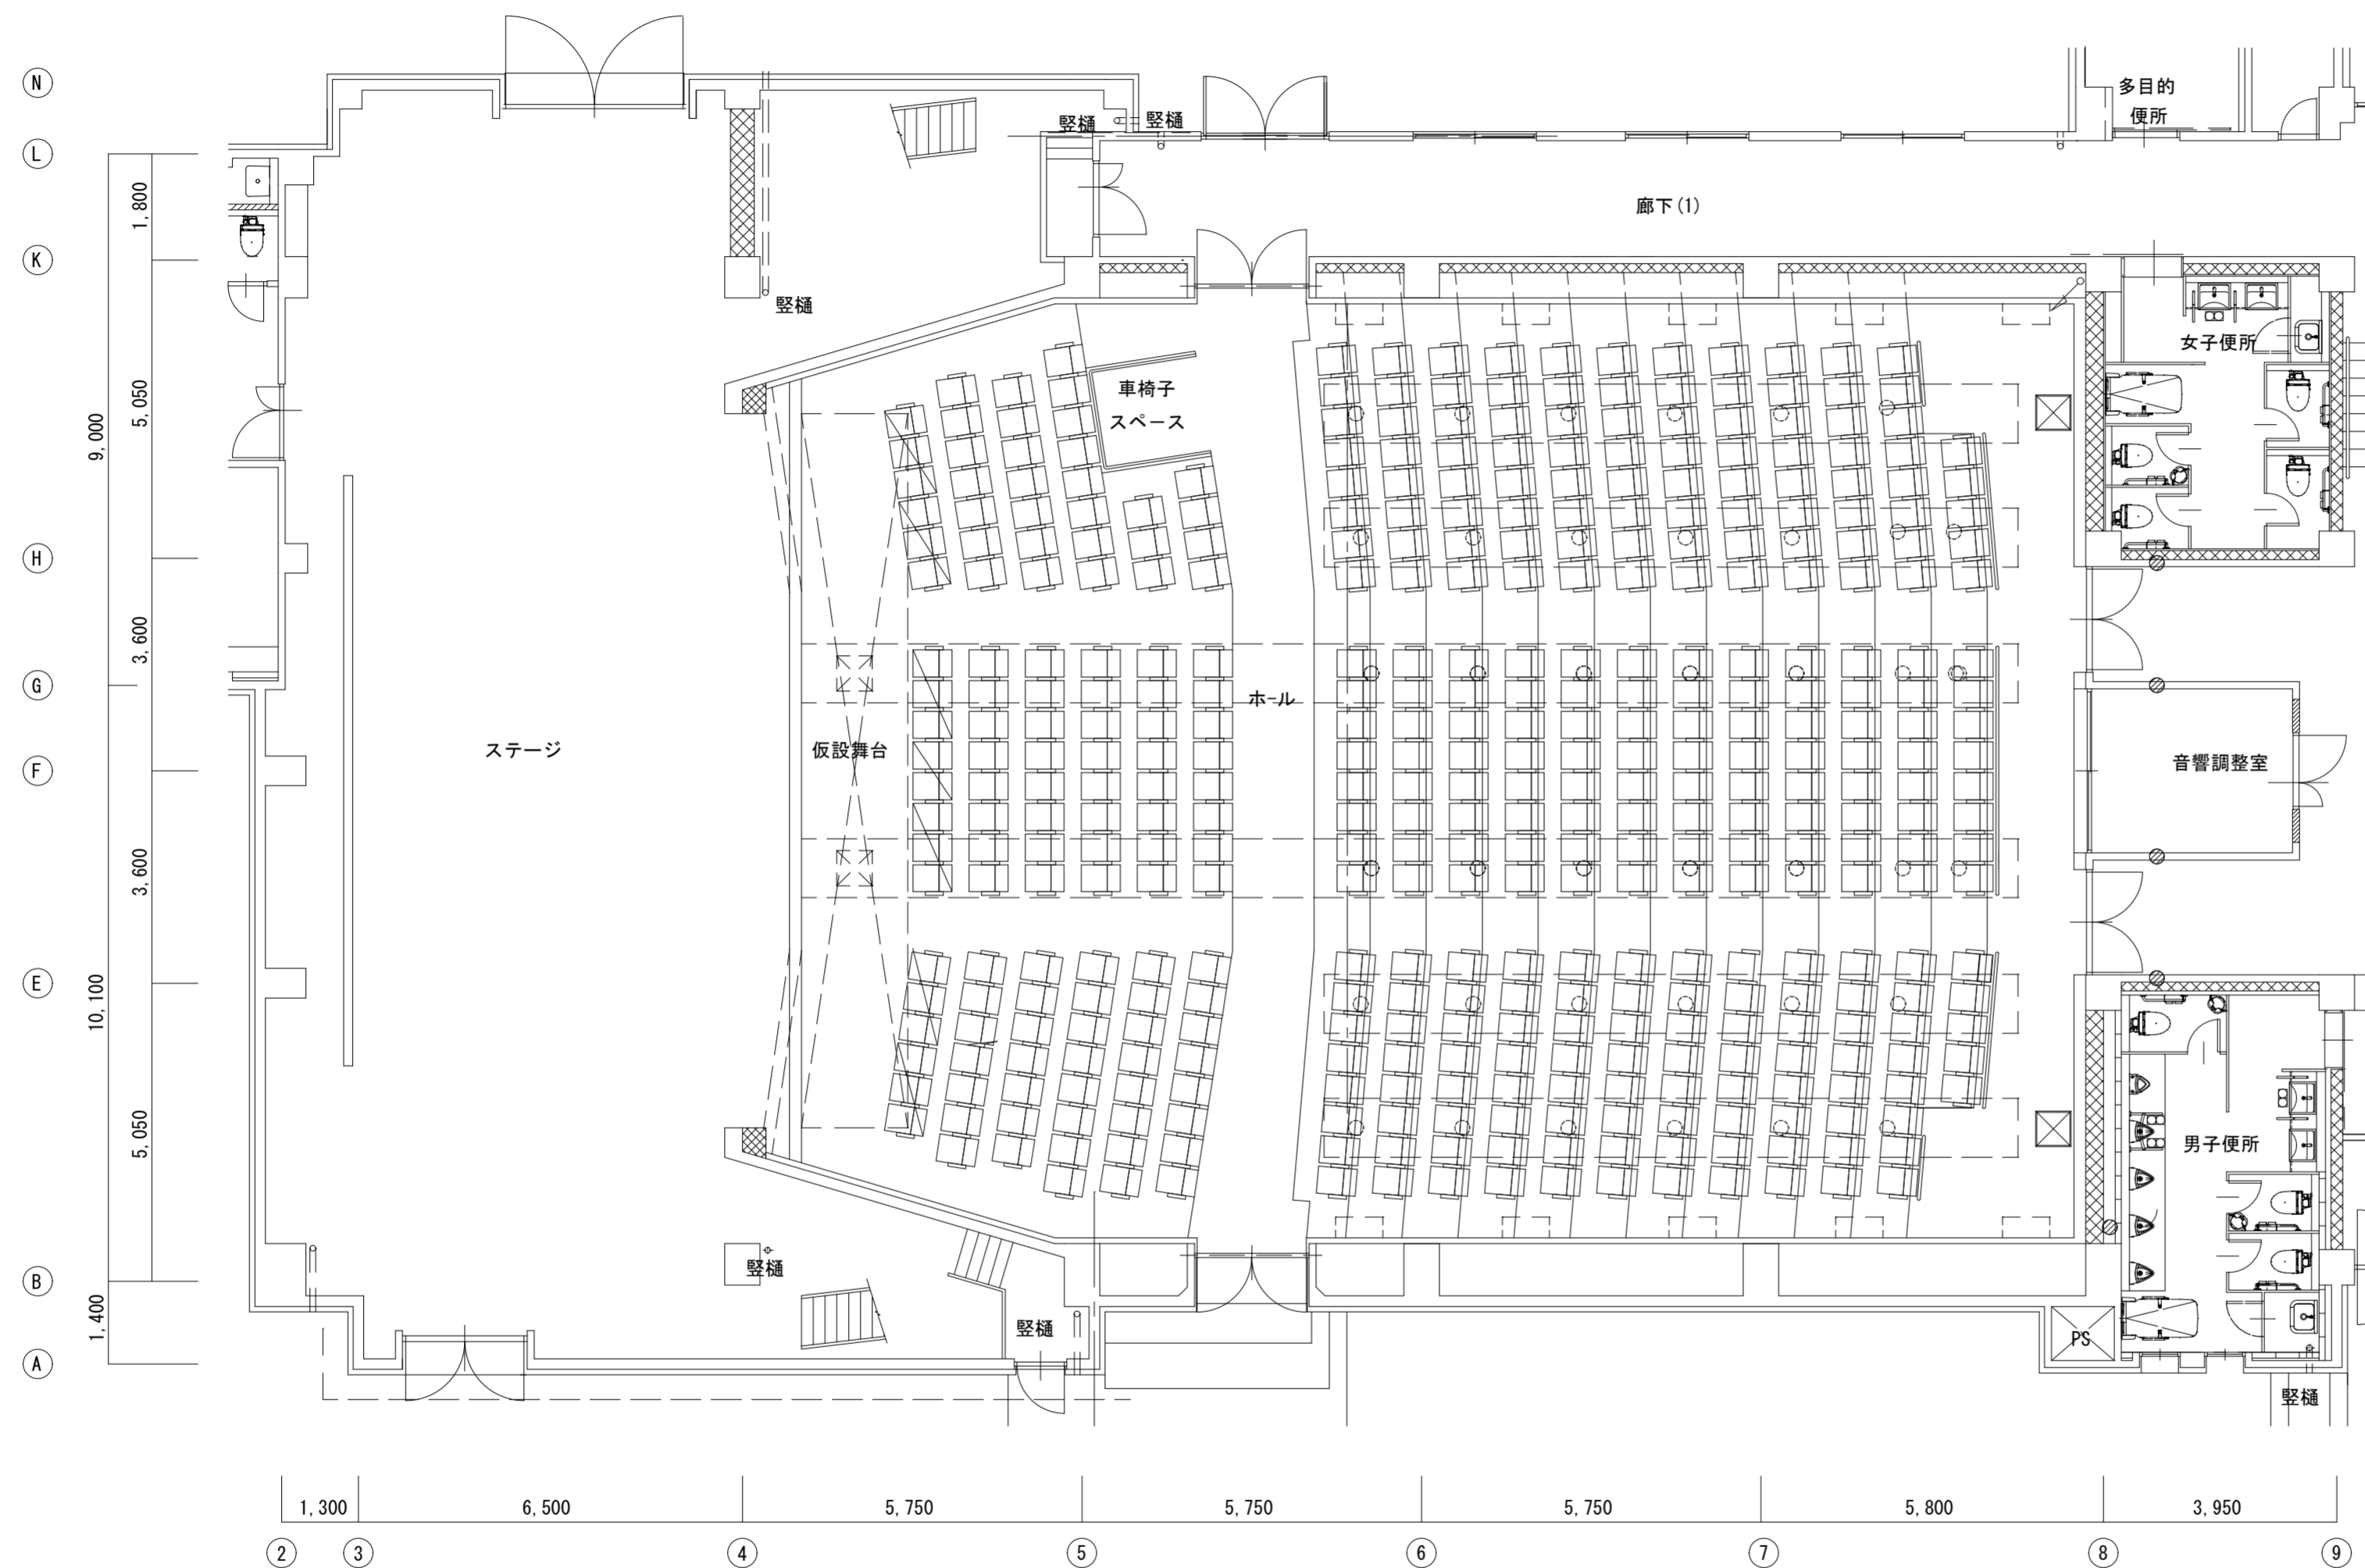 N
L
K
H
G
F
E
B
A
1,800
5,050
9,000
3,600
3,600
10,100
5,050
1,400
多目的
便所
竪樋
竪樋
廊下(1)
竪樋
女子便所
車椅子
スペース
ホール
ステージ
仮設舞台
音響調整室
男子便所
竪樋
竪樋
PS
竪樋
1,300
6,500
5,750
5,750
5,750
5,800
3,950
2
3
4
5
6
7
8
9